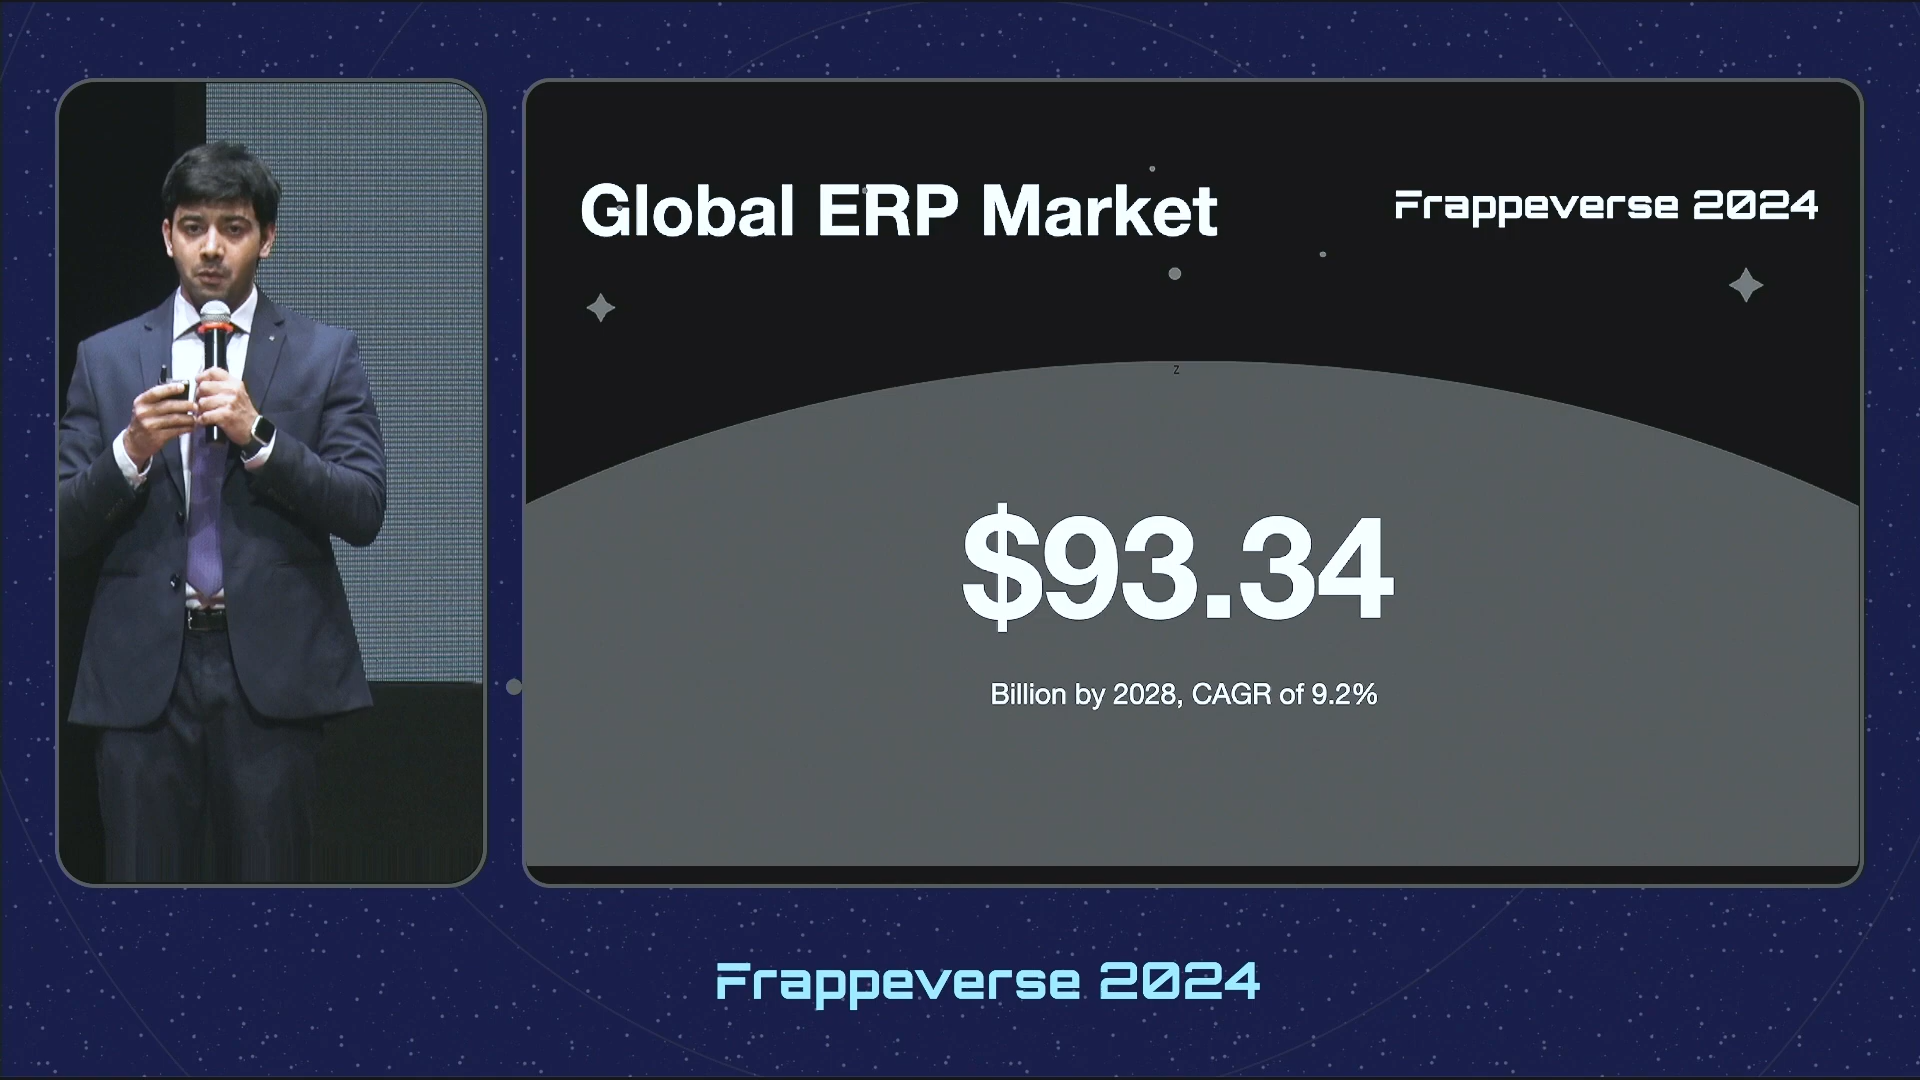 Global ERP Market
Frappeverse 2024
z
$93.34
Billion by 2028, CAGR of 9.2%
Frappeverse 2024